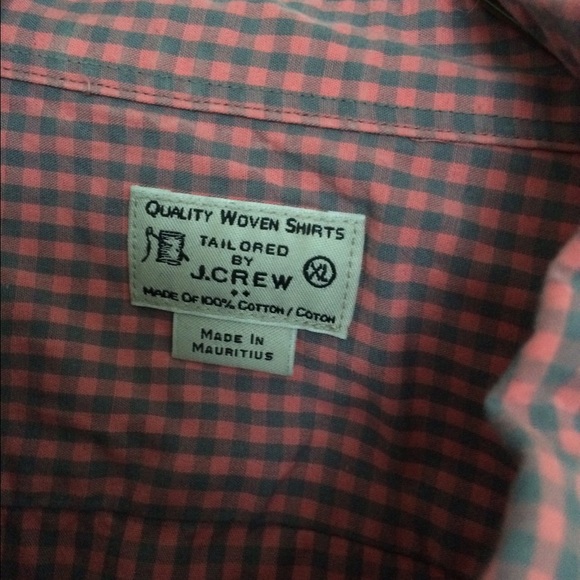 QUALITY WOVEN SHIRTS
TAILORED
BY
J.CREW
XL
MADE OF 100% COTTON / COTON
MADE IN
MAURITIUS